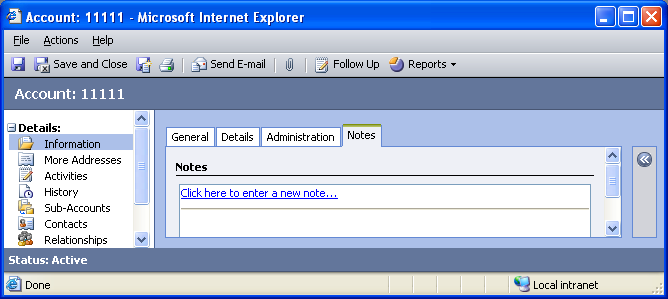 Account: 11111 - Microsoft Internet Explorer
File Actions Help
Save and Close Send E-mail Follow Up Reports
Account: 11111
Details:
Information
More Addresses
Activities
History
Sub-Accounts
Contacts
Relationships
General Details Administration Notes
Notes
Click here to enter a new note...
Status: Active
Done Local intranet